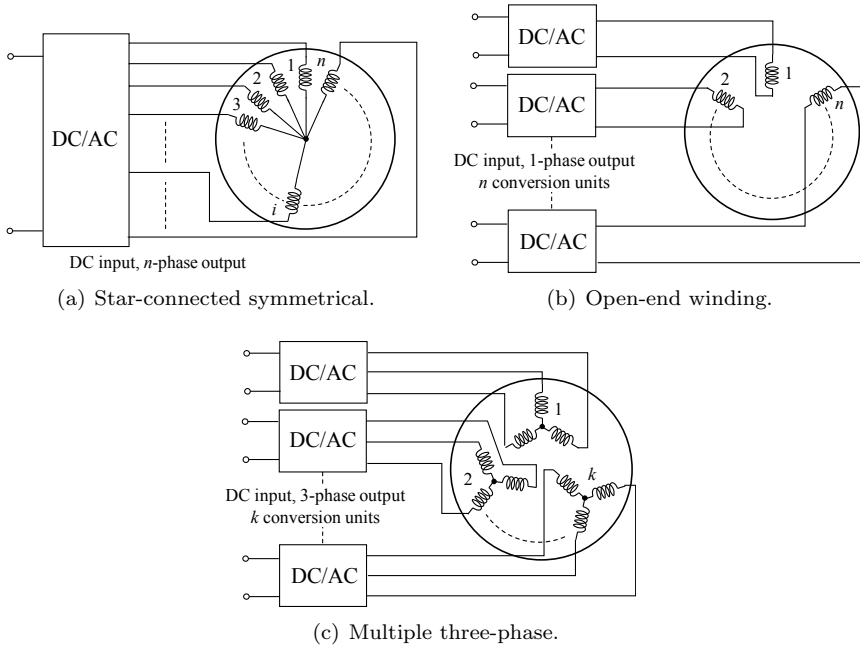 DC/AC
1
n
2
3
i
DC input, n-phase output
(a) Star-connected symmetrical.
DC/AC
1
DC/AC
2
n
DC input, 1-phase output
n conversion units
DC/AC
(b) Open-end winding.
DC/AC
1
DC/AC
2
k
DC input, 3-phase output
k conversion units
DC/AC
(c) Multiple three-phase.